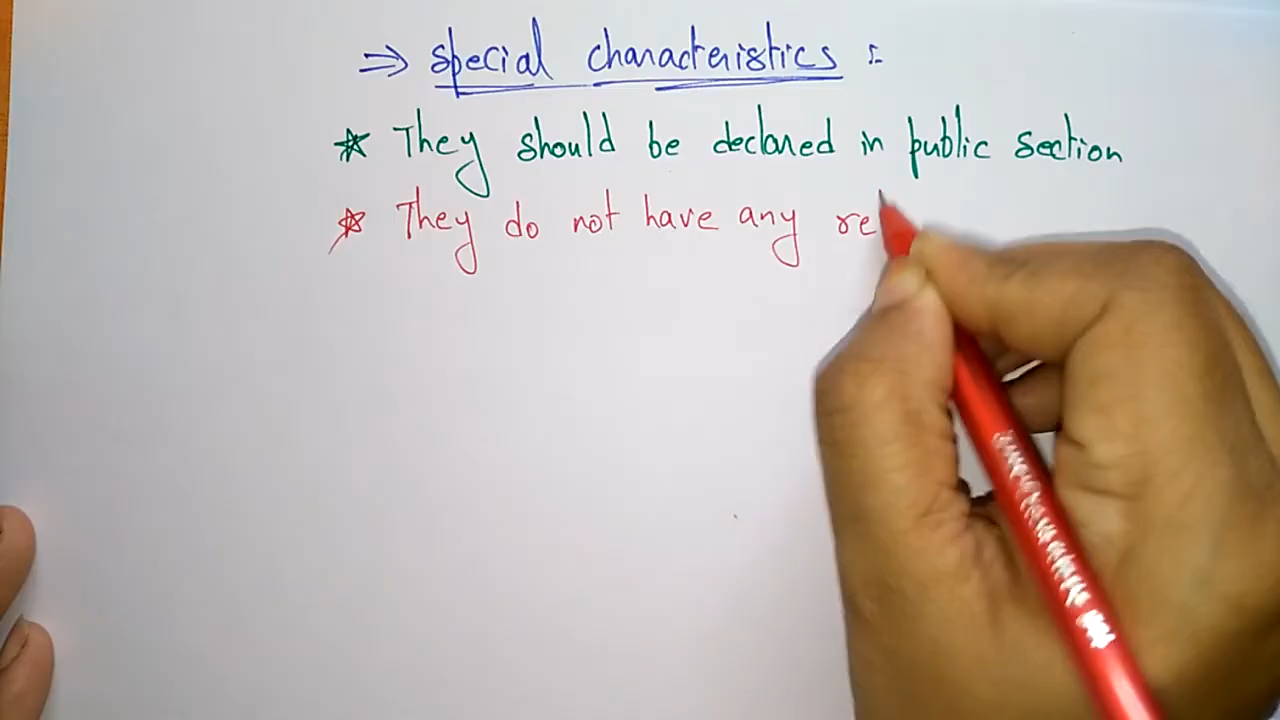 ⇒ special characteristics :
* They should be declared in public section
* They do not have any re